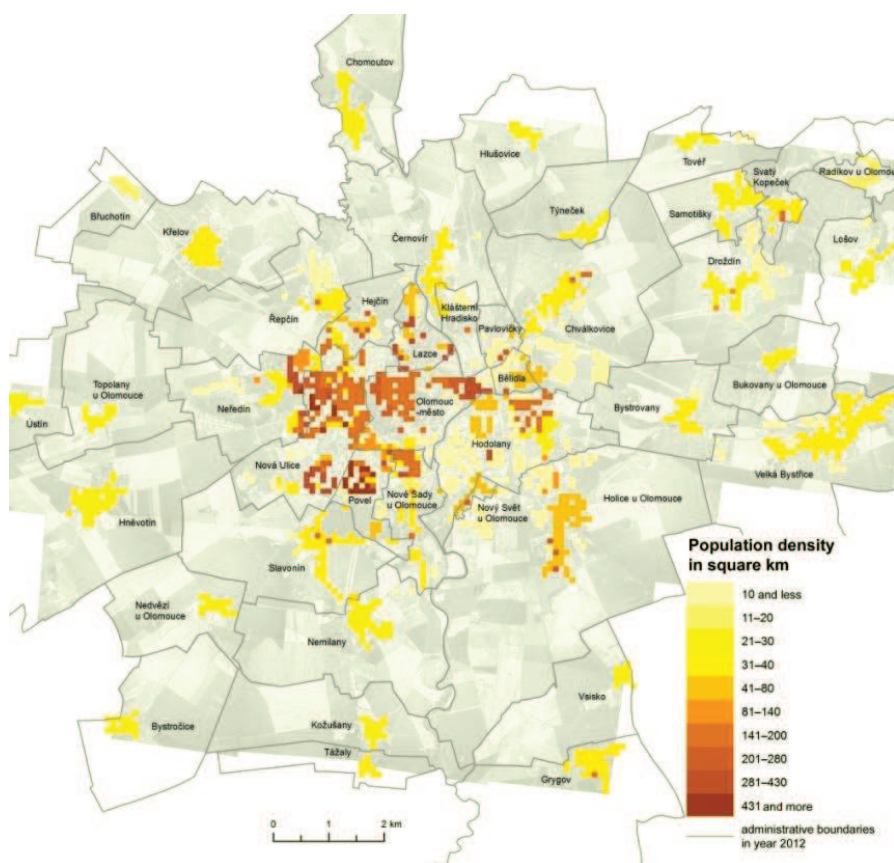 Chomoutov
Hlušovice
Tovéř
Svatý
Kopeček
Radíkov u Olomou
Břuchotín
Týneček
Samotišky
Křelov
Černovír
Droždín
Lošov
Hejčín
Klášterní
Hradisko
Řepčín
Pavlovičky
Chválkovice
Lazce
Topolany
u Olomouce
Bělidla
Bukovany u Olomouce
Neředín
Olomouc
-město
Bystrovany
Ústín
Hodolany
Nová Ulice
Velká Bystřice
Povel
Nové Sady
u Olomouce
Nový Svět
u Olomouce
Holice u Olomouce
Hněvotín
Slavonín
Nedvězí
u Olomouce
Nemilany
Vsisko
Bystročice
Kožušany
Tážaly
Grygov
Population density
in square km
10 and less
11–20
21–30
31–40
41–80
81–140
141–200
201–280
281–430
431 and more
administrative boundaries
in year 2012
0 1 2 km